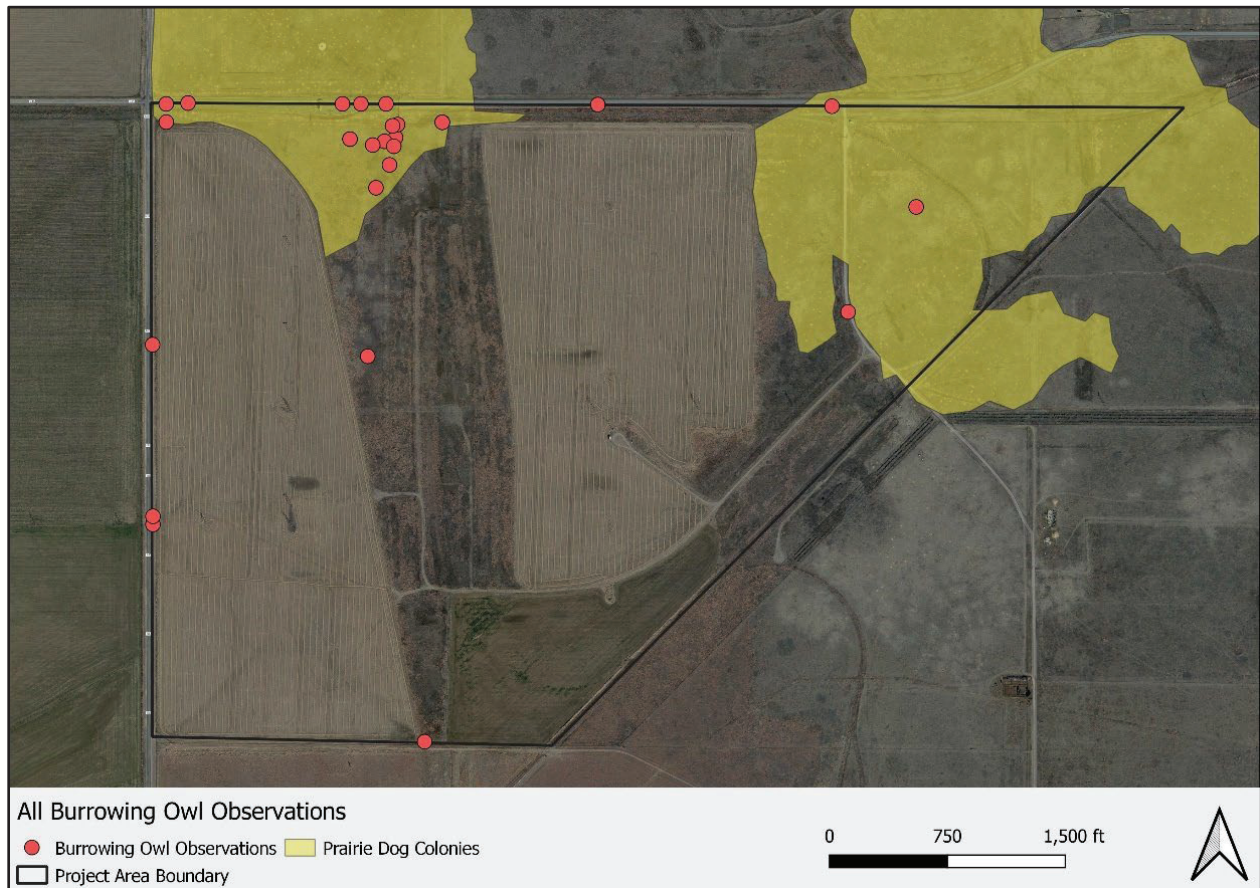 All Burrowing Owl Observations
Burrowing Owl Observations Prairie Dog Colonies
Project Area Boundary
0 750 1,500 ft